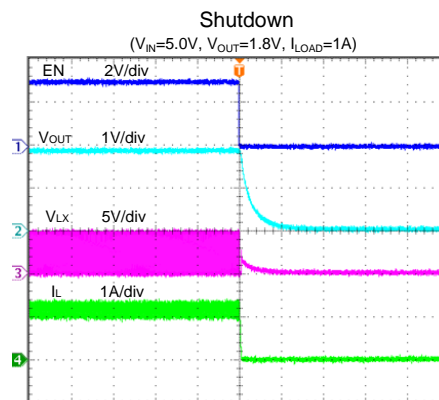 Shutdown
(VIN=5.0V, VOUT=1.8V, ILOAD=1A)
T
EN 2V/div
1
VOUT 1V/div
2
VLX 5V/div
3
IL 1A/div
4